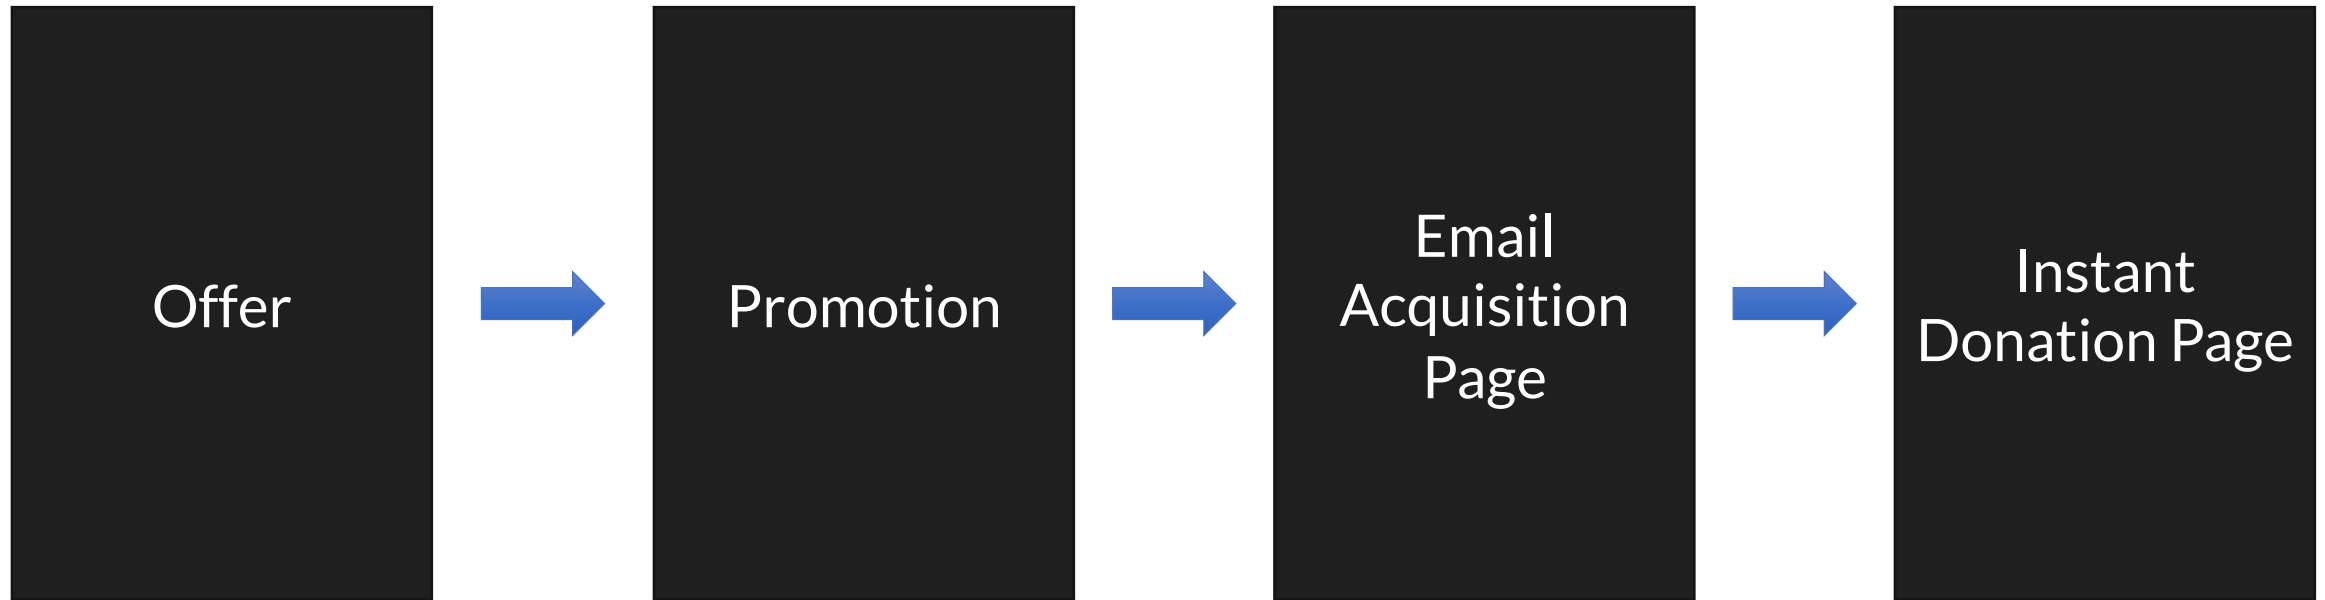 Offer
Promotion
Email
Acquisition
Page
Instant
Donation Page